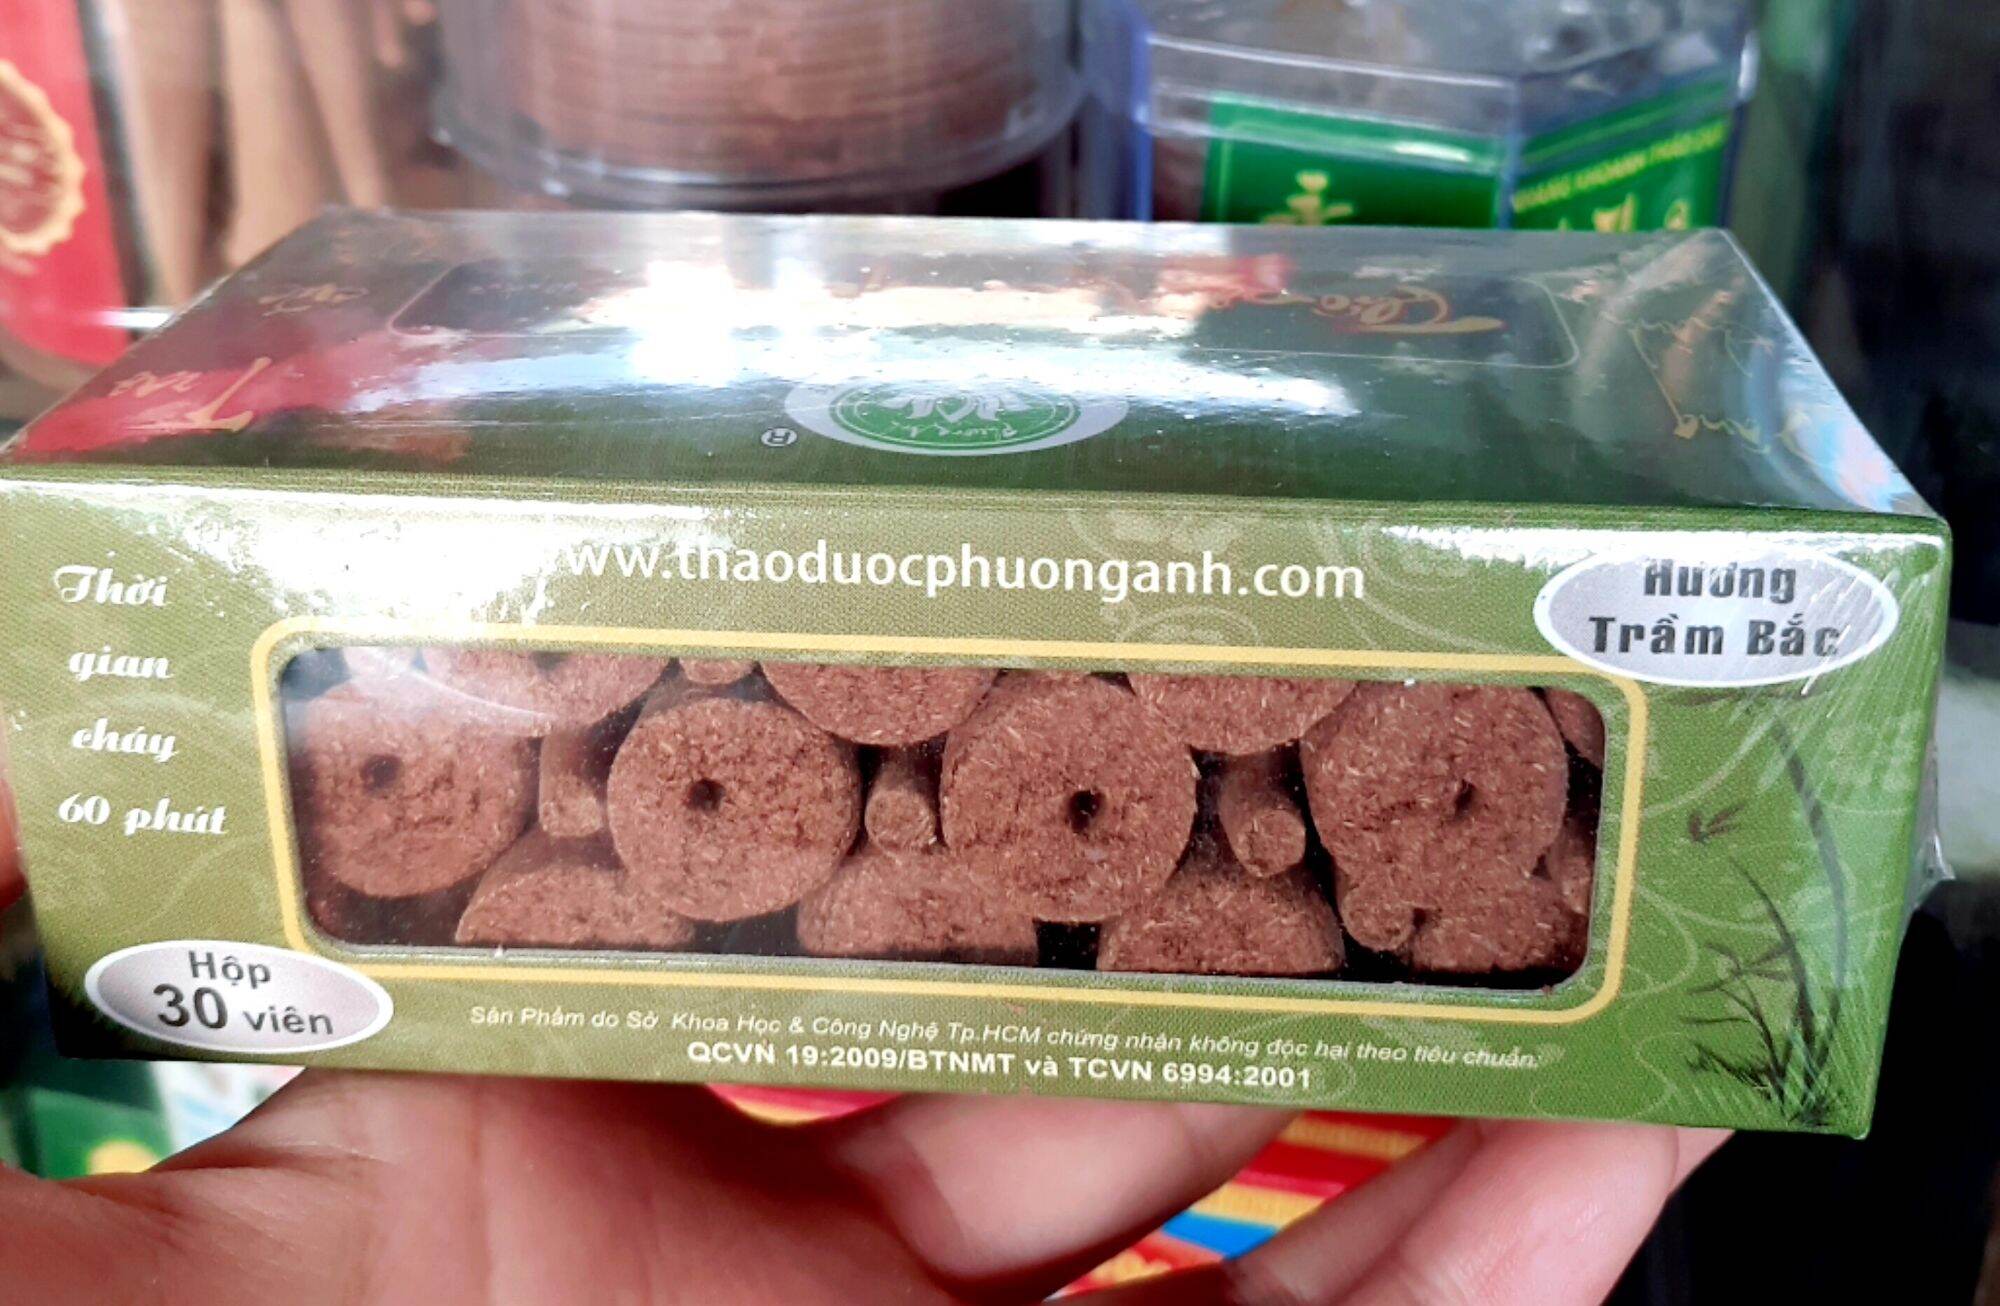 Phương Anh
®
www.thaoduocphuonganh.com
Hương
Trầm Bắc
Thời
gian
cháy
60 phút
Hộp
30 viên
Sản Phẩm do Sở Khoa Học & Công Nghệ Tp.HCM chứng nhận không độc hại theo tiêu chuẩn:
QCVN 19:2009/BTNMT và TCVN 6994:2001